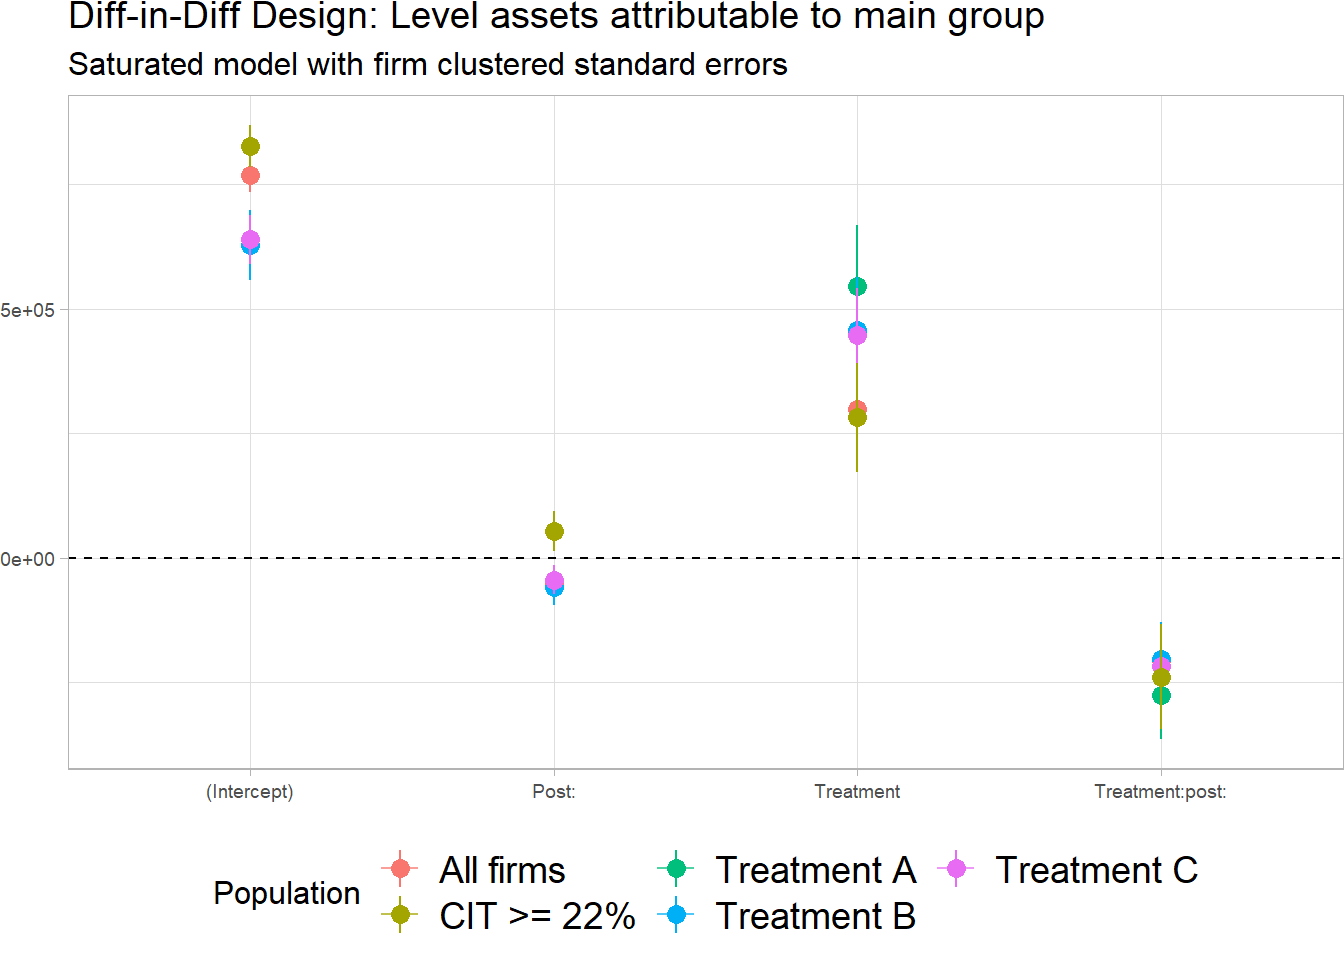 Diff-in-Diff Design: Level assets attributable to main group
Saturated model with firm clustered standard errors
5e+05
0e+00
(Intercept)
Post:
Treatment
Treatment:post:
Population
All firms
Treatment A
Treatment C
CIT >= 22%
Treatment B